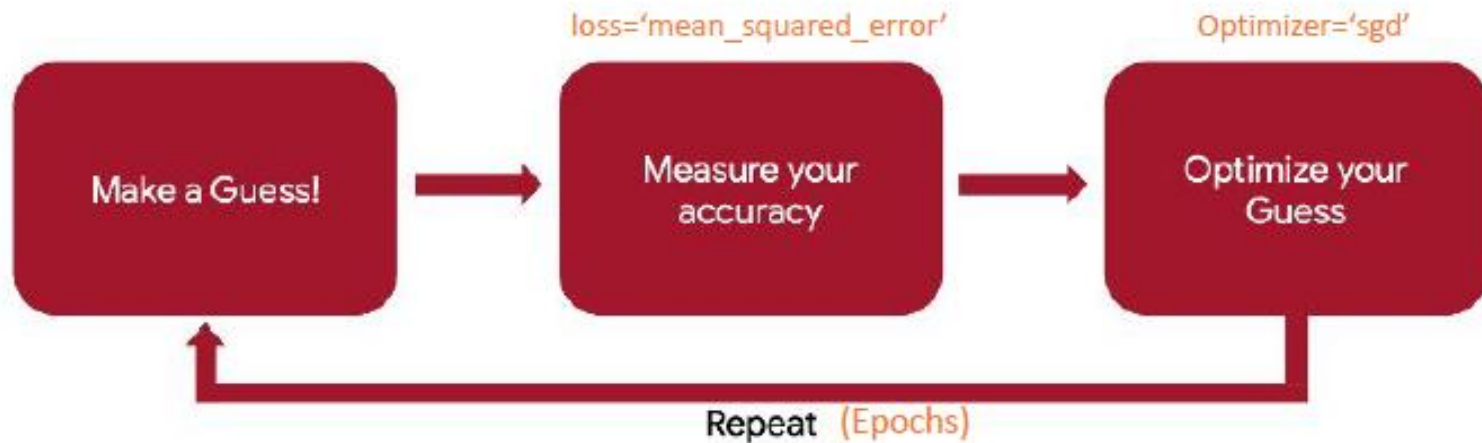 loss=‘mean_squared_error’
Optimizer=‘sgd’
Make a Guess!
Measure your
accuracy
Optimize your
Guess
Repeat (Epochs)